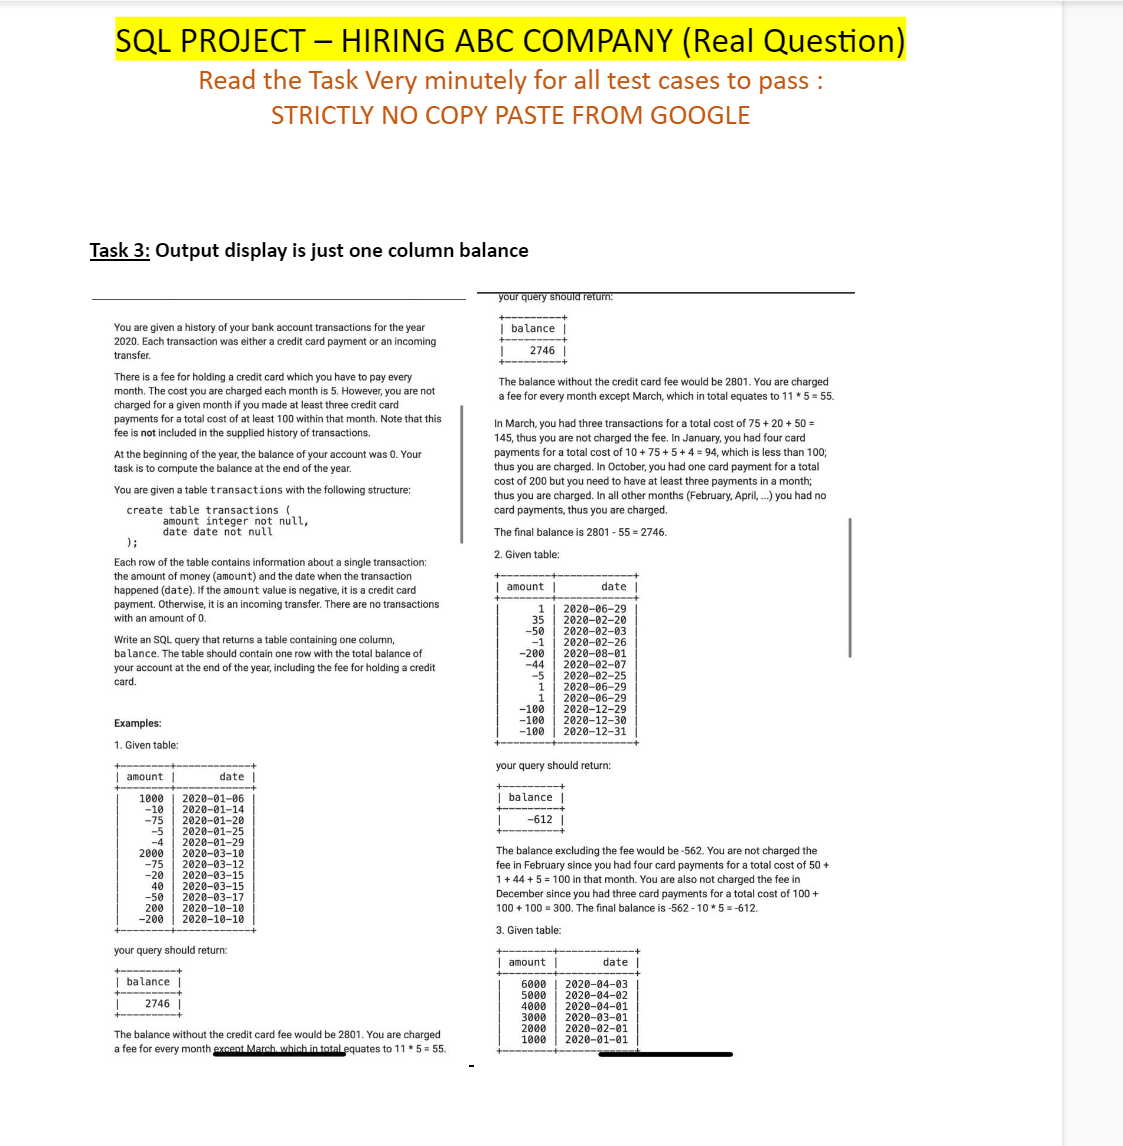 SQL PROJECT – HIRING ABC COMPANY (Real Question)
Read the Task Very minutely for all test cases to pass :
STRICTLY NO COPY PASTE FROM GOOGLE
Task 3: Output display is just one column balance
You are given a history of your bank account transactions for the year
2020. Each transaction was either a credit card payment or an incoming
transfer.
There is a fee for holding a credit card which you have to pay every
month. The cost you are charged each month is 5. However, you are not
charged for a given month if you made at least three credit card
payments for a total cost of at least 100 within that month. Note that this
fee is not included in the supplied history of transactions.
At the beginning of the year, the balance of your account was 0. Your
task is to compute the balance at the end of the year.
You are given a table transactions with the following structure:
create table transactions (
amount integer not null,
date date not null
);
Each row of the table contains information about a single transaction:
the amount of money (amount) and the date when the transaction
happened (date). If the amount value is negative, it is a credit card
payment. Otherwise, it is an incoming transfer. There are no transactions
with an amount of 0.
Write an SQL query that returns a table containing one column,
balance. The table should contain one row with the total balance of
your account at the end of the year, including the fee for holding a credit
card.
Examples:
1. Given table:
+--------+------------+
| amount | date |
+--------+------------+
| 1000 | 2020-01-06 |
| -10 | 2020-01-14 |
| -75 | 2020-01-20 |
| -5 | 2020-01-25 |
| -4 | 2020-01-29 |
| 2000 | 2020-03-10 |
| -75 | 2020-03-12 |
| -20 | 2020-03-15 |
| 40 | 2020-03-15 |
| -50 | 2020-03-17 |
| 200 | 2020-10-10 |
| -200 | 2020-10-10 |
+--------+------------+
your query should return:
+---------+
| balance |
+---------+
| 2746 |
+---------+
The balance without the credit card fee would be 2801. You are charged
a fee for every month except March, which in total equates to 11 * 5 = 55.
your query should return:
+---------+
| balance |
+---------+
| 2746 |
+---------+
The balance without the credit card fee would be 2801. You are charged
a fee for every month except March, which in total equates to 11 * 5 = 55.
In March, you had three transactions for a total cost of 75 + 20 + 50 =
145, thus you are not charged the fee. In January, you had four card
payments for a total cost of 10 + 75 + 5 + 4 = 94, which is less than 100;
thus you are charged. In October, you had one card payment for a total
cost of 200 but you need to have at least three payments in a month;
thus you are charged. In all other months (February, April, ...) you had no
card payments, thus you are charged.
The final balance is 2801 - 55 = 2746.
2. Given table:
+--------+------------+
| amount | date |
+--------+------------+
| 1 | 2020-06-29 |
| 35 | 2020-02-20 |
| -50 | 2020-02-03 |
| -1 | 2020-02-26 |
| -200 | 2020-08-01 |
| -44 | 2020-02-07 |
| -5 | 2020-02-25 |
| 1 | 2020-06-29 |
| 1 | 2020-06-29 |
| -100 | 2020-12-29 |
| -100 | 2020-12-30 |
| -100 | 2020-12-31 |
+--------+------------+
your query should return:
+---------+
| balance |
+---------+
| -612 |
+---------+
The balance excluding the fee would be -562. You are not charged the
fee in February since you had four card payments for a total cost of 50 +
1 + 44 + 5 = 100 in that month. You are also not charged the fee in
December since you had three card payments for a total cost of 100 +
100 + 100 = 300. The final balance is -562 - 10 * 5 = -612.
3. Given table:
+--------+------------+
| amount | date |
+--------+------------+
| 6000 | 2020-04-03 |
| 5000 | 2020-04-02 |
| 4000 | 2020-04-01 |
| 3000 | 2020-03-01 |
| 2000 | 2020-02-01 |
| 1000 | 2020-01-01 |
+--------+------------+